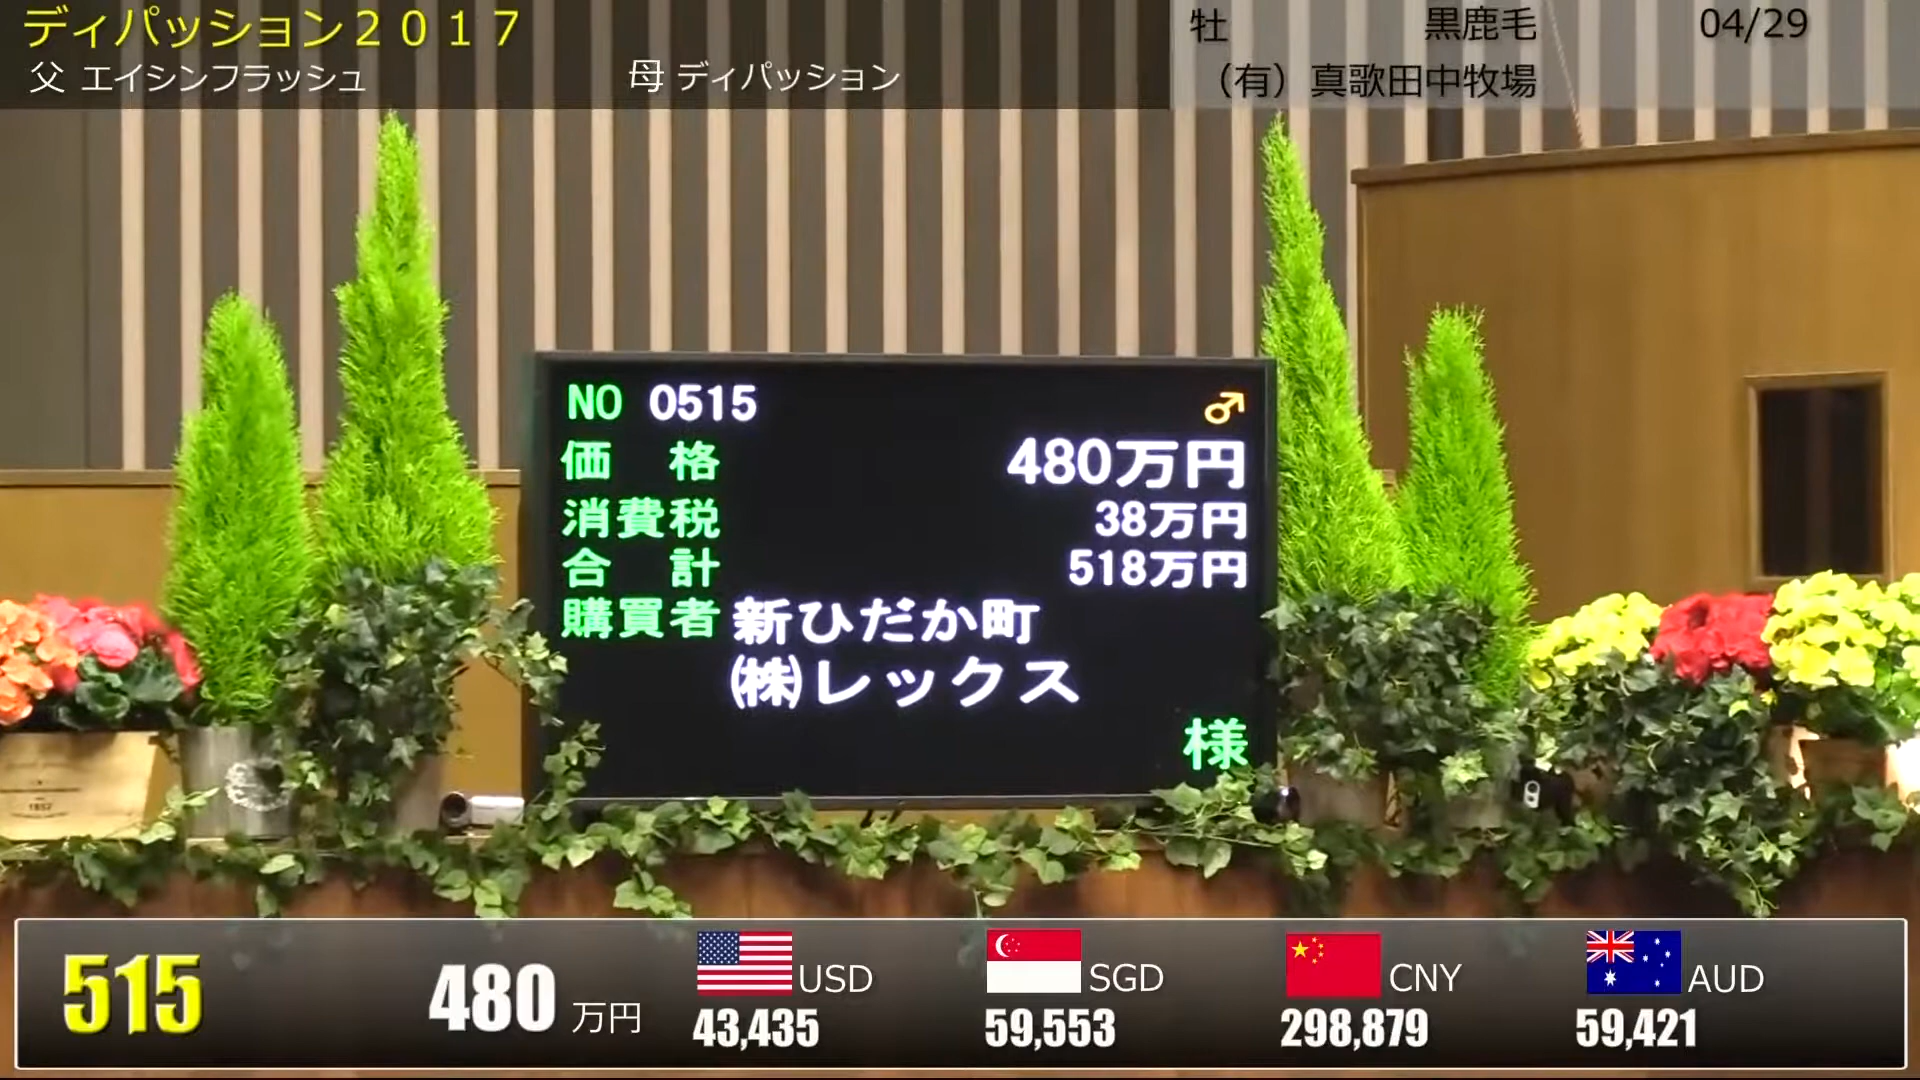 ディパッション２０１７
牡 黒鹿毛 04/29
父 エイシンフラッシュ 母 ディパッション
（有）真歌田中牧場
NO 0515 ♂
価 格 480万円
消費税 38万円
合 計 518万円
購買者 新ひだか町
㈱レックス
様
1857
515 480 万円
USD 43,435
SGD 59,553
CNY 298,879
AUD 59,421